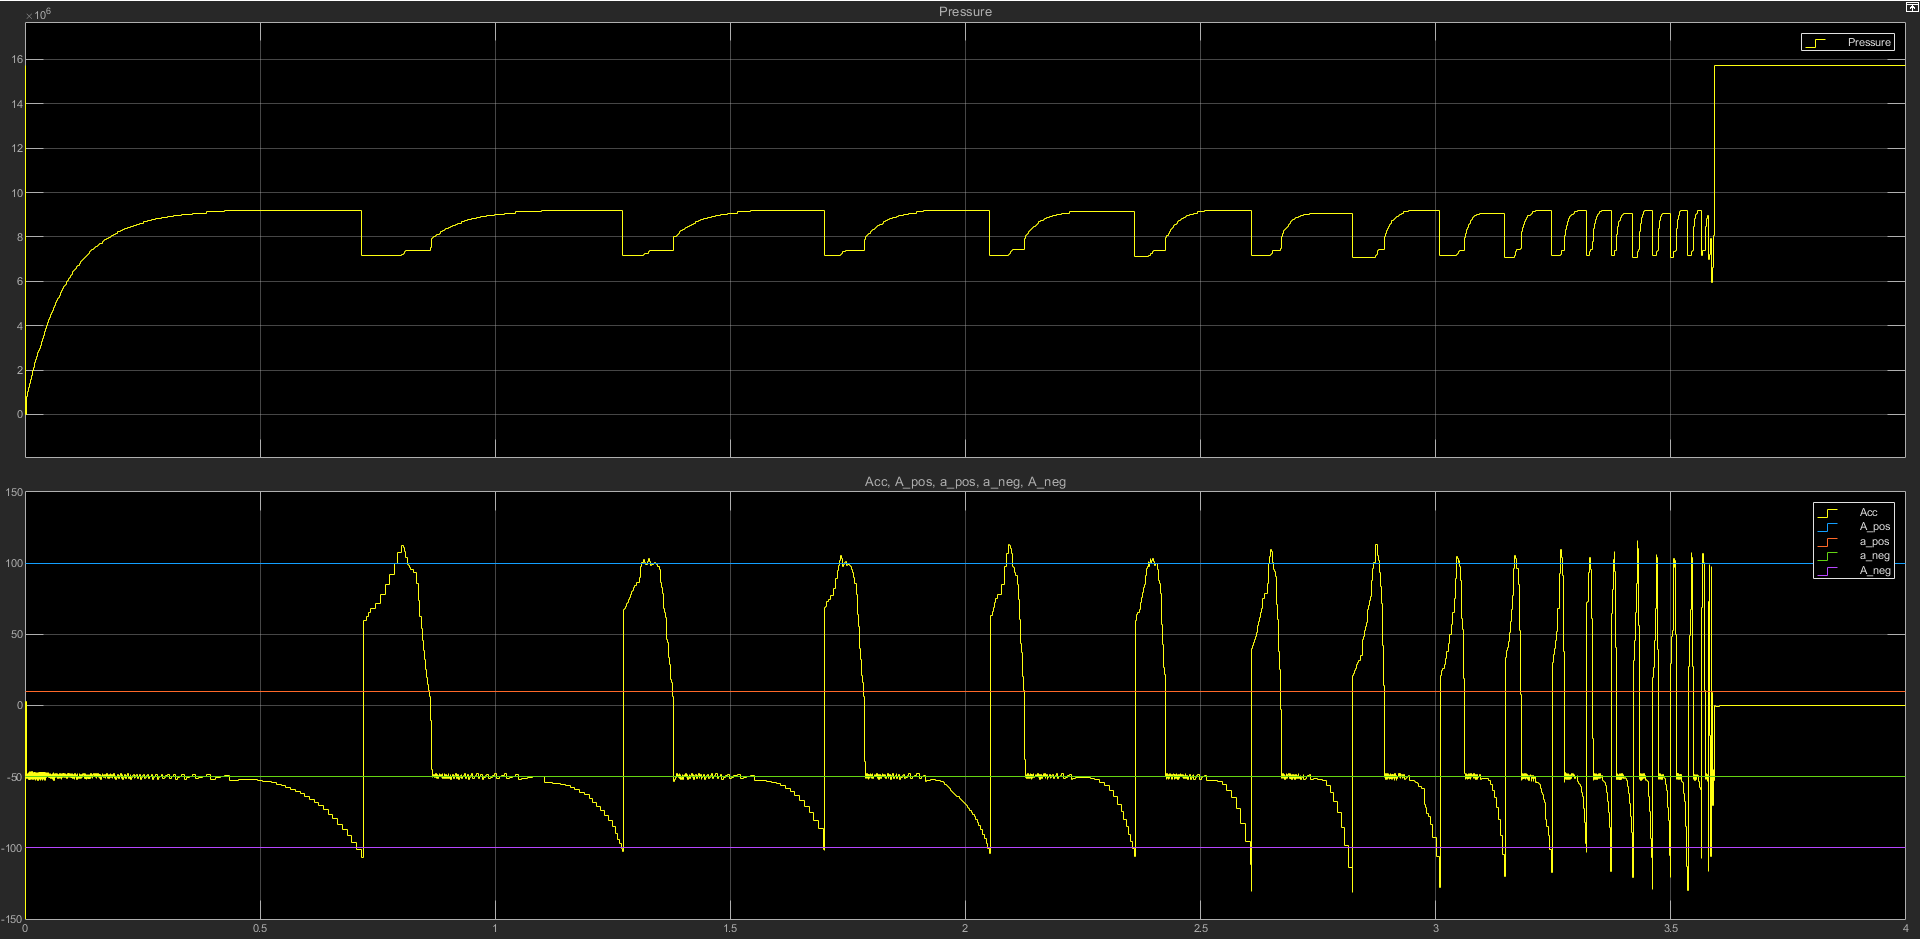 Pressure
×10⁶
Pressure
16
14
12
10
8
6
4
2
0
Acc, A_pos, a_pos, a_neg, A_neg
150
Acc
A_pos
a_pos
a_neg
A_neg
100
50
0
-50
-100
-150
0 0.5 1 1.5 2 2.5 3 3.5 4